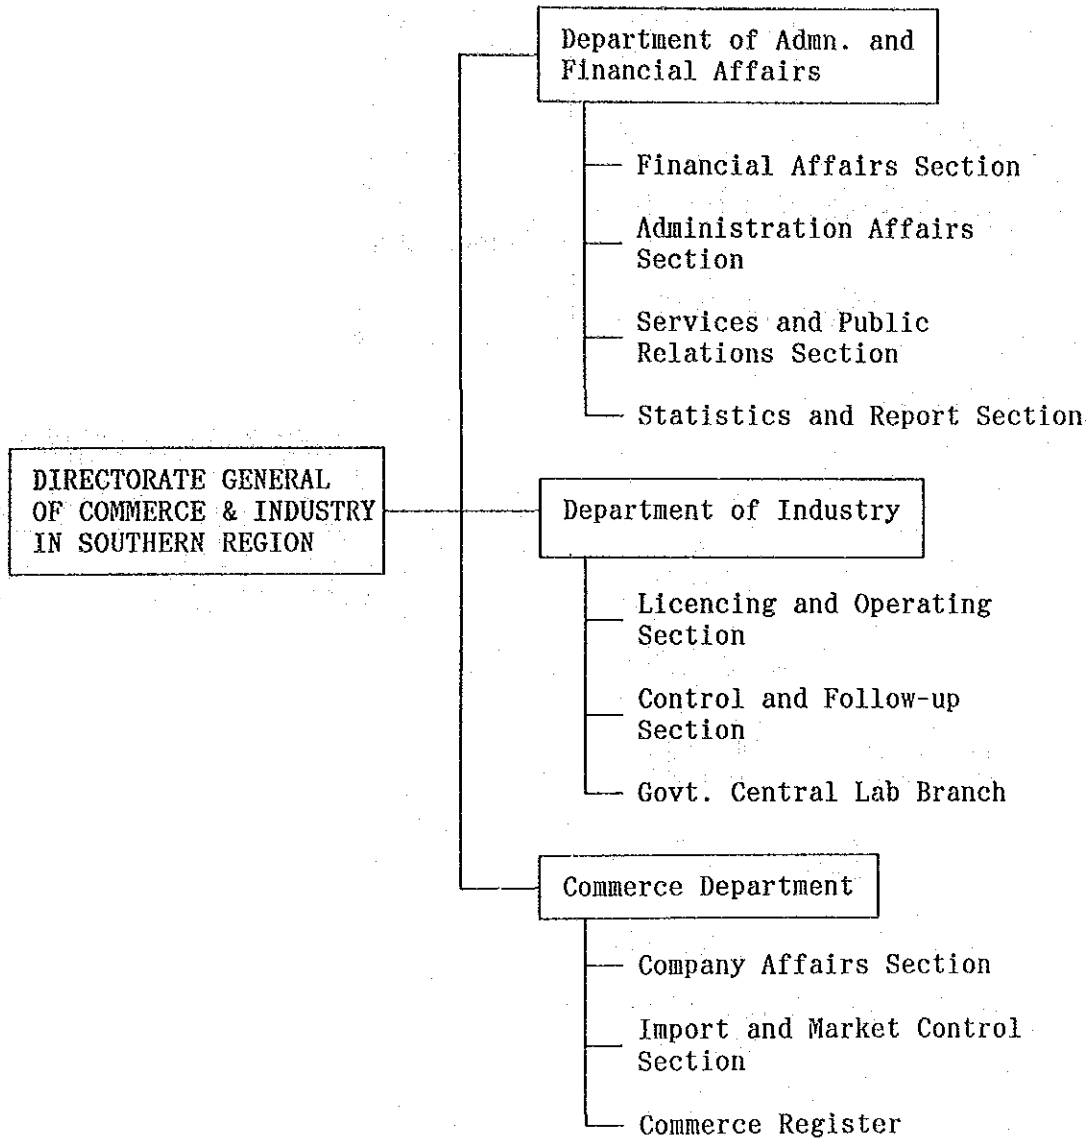 Department of Admn. and
Financial Affairs
Financial Affairs Section
Administration Affairs
Section
Services and Public
Relations Section
Statistics and Report Section
DIRECTORATE GENERAL
OF COMMERCE & INDUSTRY
IN SOUTHERN REGION
Department of Industry
Licencing and Operating
Section
Control and Follow-up
Section
Govt. Central Lab Branch
Commerce Department
Company Affairs Section
Import and Market Control
Section
Commerce Register